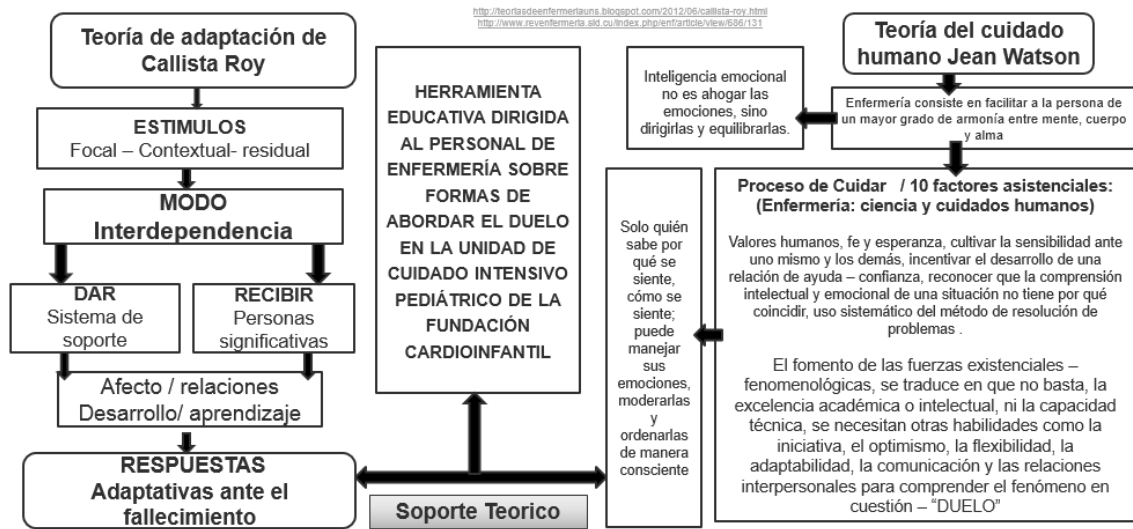 http://teoriasdeenfermeriauns.blogspot.com/2012/06/callista-roy.html
http://www.revenfermeria.sld.cu/index.php/enf/article/view/686/131
Teoría de adaptación de
Callista Roy
ESTIMULOS
Focal – Contextual- residual
MODO
Interdependencia
DAR
Sistema de
soporte
RECIBIR
Personas
significativas
Afecto / relaciones
Desarrollo/ aprendizaje
RESPUESTAS
Adaptativas ante el
fallecimiento
HERRAMIENTA
EDUCATIVA DIRIGIDA
AL PERSONAL DE
ENFERMERÍA SOBRE
FORMAS DE
ABORDAR EL DUELO
EN LA UNIDAD DE
CUIDADO INTENSIVO
PEDIÁTRICO DE LA
FUNDACIÓN
CARDIOINFANTIL
Soporte Teorico
Teoría del cuidado
humano Jean Watson
Inteligencia emocional
no es ahogar las
emociones, sino
dirigirlas y equilibrarlas.
Enfermería consiste en facilitar a la persona de
un mayor grado de armonía entre mente, cuerpo
y alma
Solo quién
sabe por
qué se
siente,
cómo se
siente;
puede
manejar
sus
emociones,
moderarlas
y
ordenarlas
de manera
consciente
Proceso de Cuidar / 10 factores asistenciales:
(Enfermería: ciencia y cuidados humanos)
Valores humanos, fe y esperanza, cultivar la sensibilidad ante
uno mismo y los demás, incentivar el desarrollo de una
relación de ayuda – confianza, reconocer que la comprensión
intelectual y emocional de una situación no tiene por qué
coincidir, uso sistemático del método de resolución de
problemas .
El fomento de las fuerzas existenciales –
fenomenológicas, se traduce en que no basta, la
excelencia académica o intelectual, ni la capacidad
técnica, se necesitan otras habilidades como la
iniciativa, el optimismo, la flexibilidad, la
adaptabilidad, la comunicación y las relaciones
interpersonales para comprender el fenómeno en
cuestión – “DUELO”